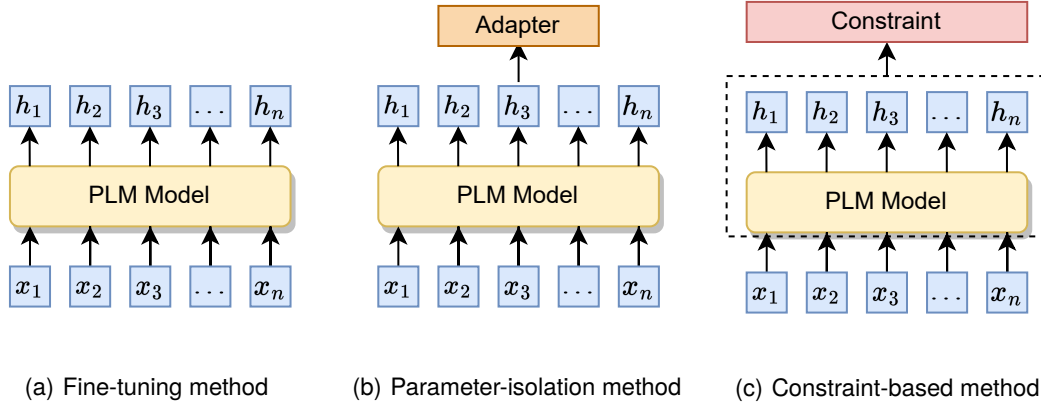 Adapter
Constraint
h₁ h₂ h₃ ... hₙ
h₁ h₂ h₃ ... hₙ
h₁ h₂ h₃ ... hₙ
PLM Model
PLM Model
PLM Model
x₁ x₂ x₃ ... xₙ
x₁ x₂ x₃ ... xₙ
x₁ x₂ x₃ ... xₙ
(a) Fine-tuning method
(b) Parameter-isolation method
(c) Constraint-based method